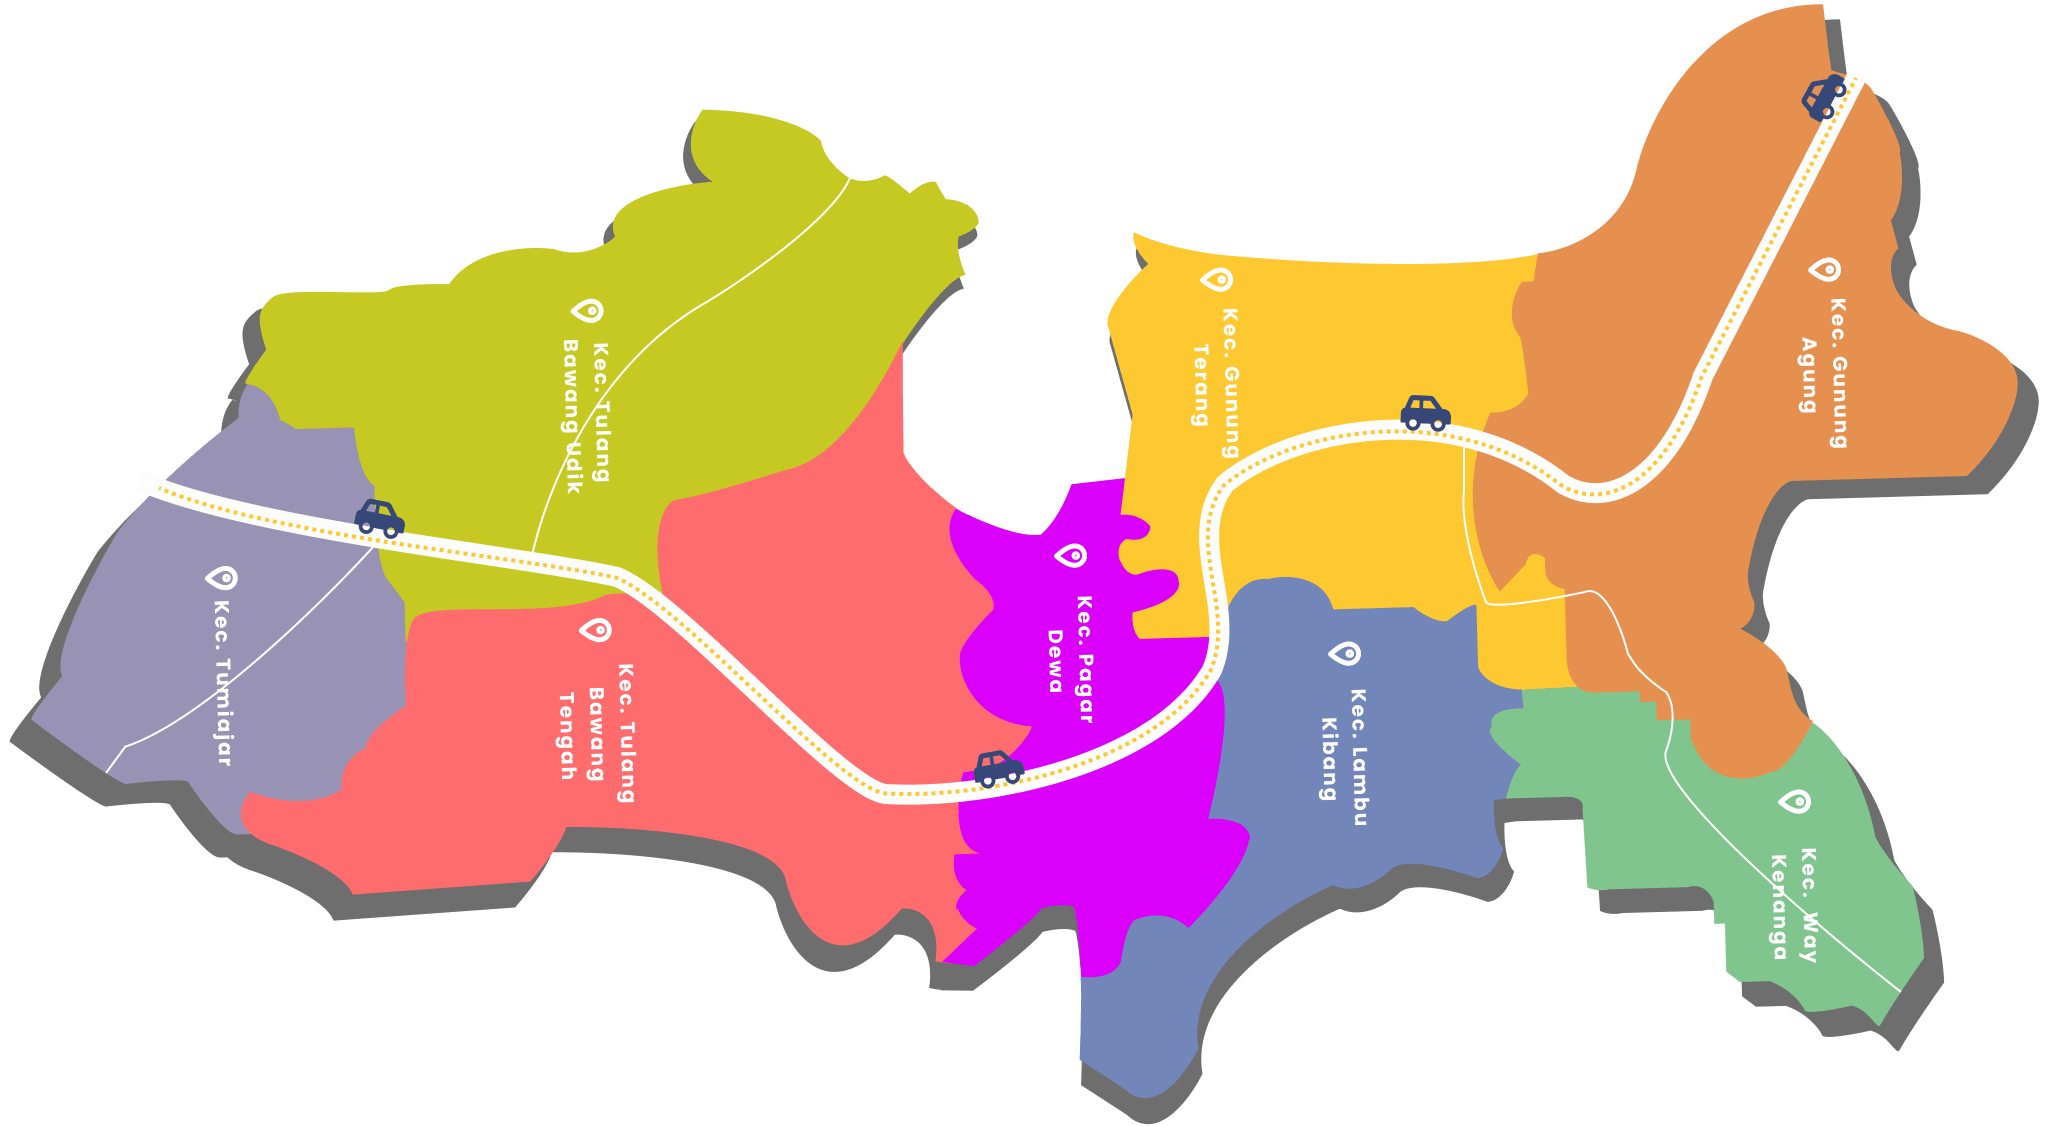 Kec. Tulang
Bawang Udik
Kec. Tumiajar
Kec. Tulang
Bawang
Tengah
Kec. Pagar
Dewa
Kec. Gunung
Terang
Kec. Lambu
Kibang
Kec. Gunung
Agung
Kec. Way
Kenanga